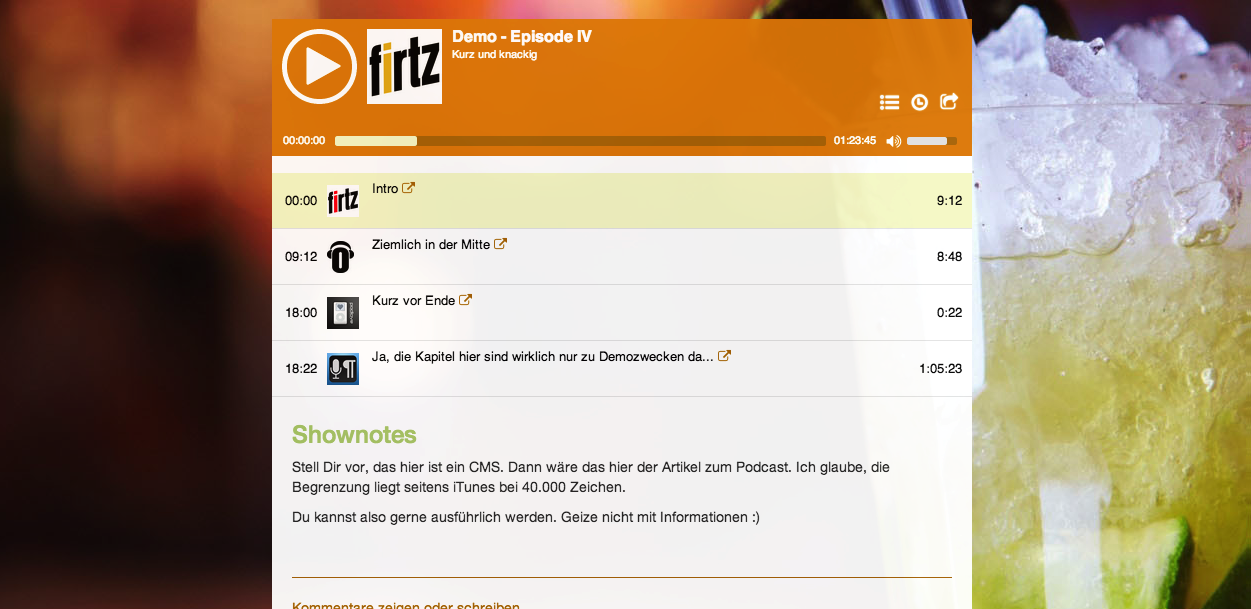 firtz
Demo - Episode IV
Kurz und knackig
00:00:00
01:23:45
00:00 firtz Intro 9:12
09:12 Ziemlich in der Mitte 8:48
18:00 Kurz vor Ende 0:22
18:22 Ja, die Kapitel hier sind wirklich nur zu Demozwecken da... 1:05:23
Shownotes
Stell Dir vor, das hier ist ein CMS. Dann wäre das hier der Artikel zum Podcast. Ich glaube, die
Begrenzung liegt seitens iTunes bei 40.000 Zeichen.
Du kannst also gerne ausführlich werden. Geize nicht mit Informationen :)
Kommentare zeigen oder schreiben